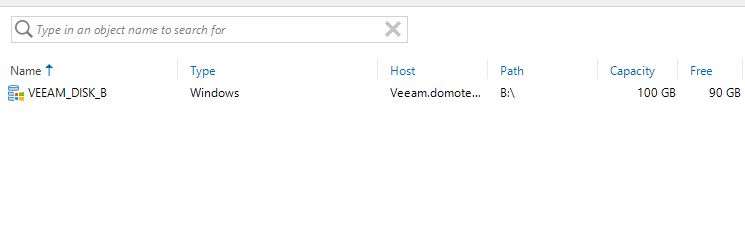 Type in an object name to search for
Name Type Host Path Capacity Free
VEEAM_DISK_B Windows Veeam.domote... B:\ 100 GB 90 GB